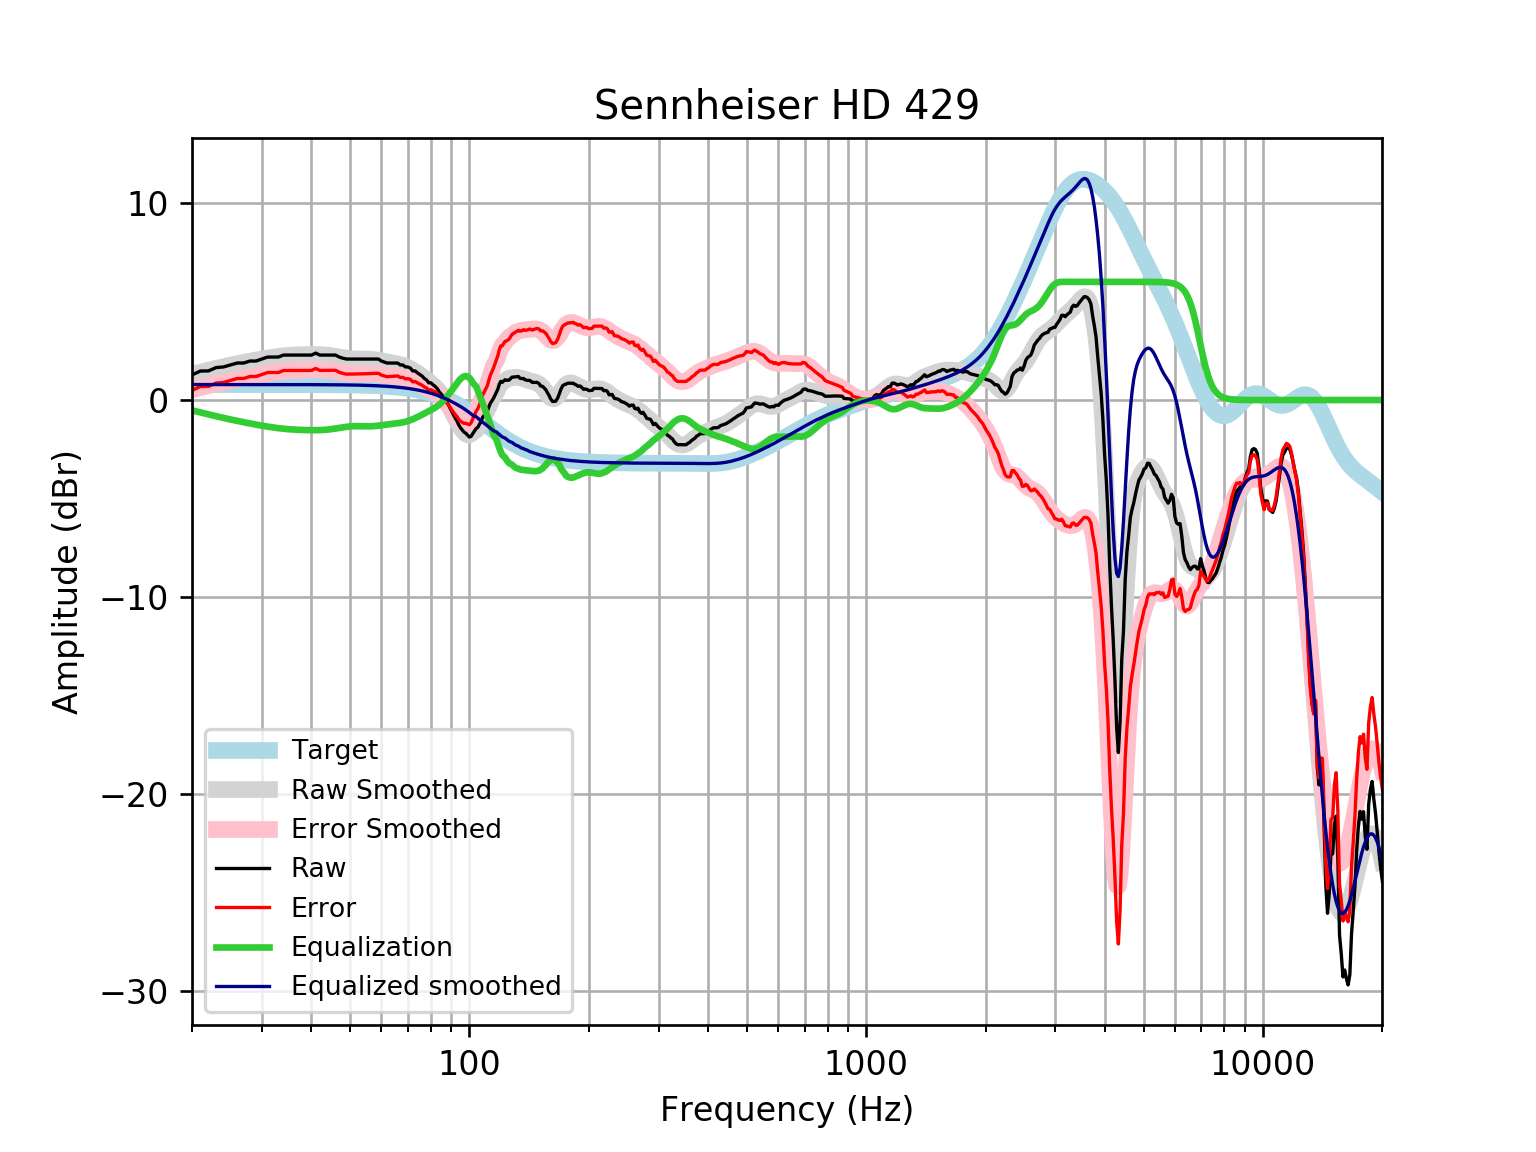 Sennheiser HD 429
Amplitude (dBr)
10
0
−10
−20
−30
Target
Raw Smoothed
Error Smoothed
Raw
Error
Equalization
Equalized smoothed
100
1000
10000
Frequency (Hz)